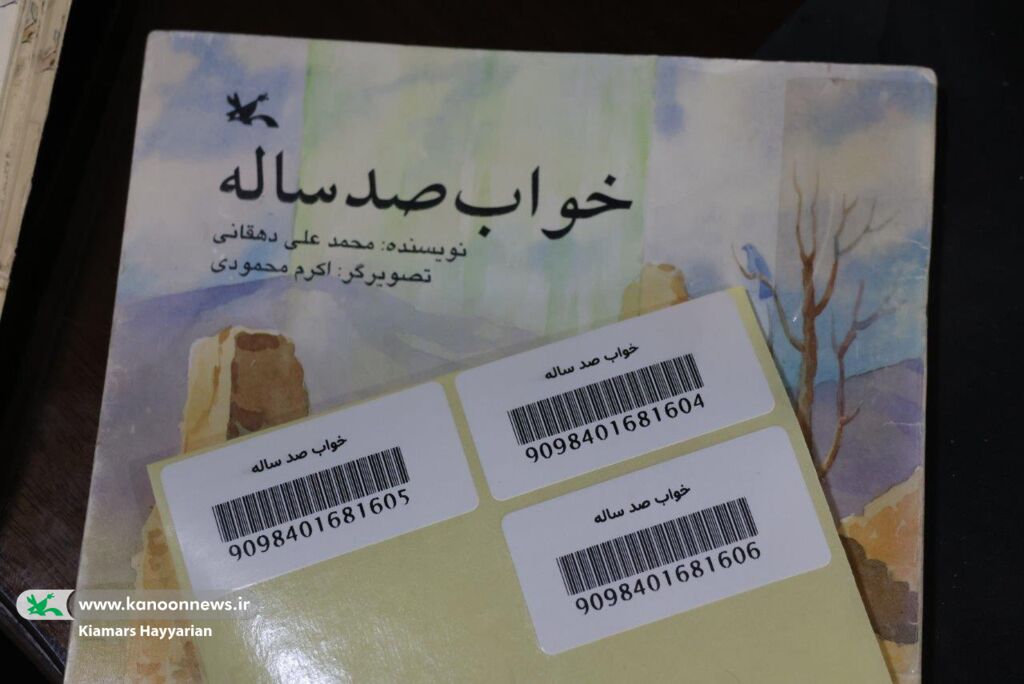 خواب صد ساله
نویسنده: محمد علی دهقانی
تصویرگر: اکرم محمودی
خواب صد ساله
9098401681604
خواب صد ساله
9098401681605
خواب صد ساله
9098401681606
www.kanoonnews.ir
Kiamars Hayyarian